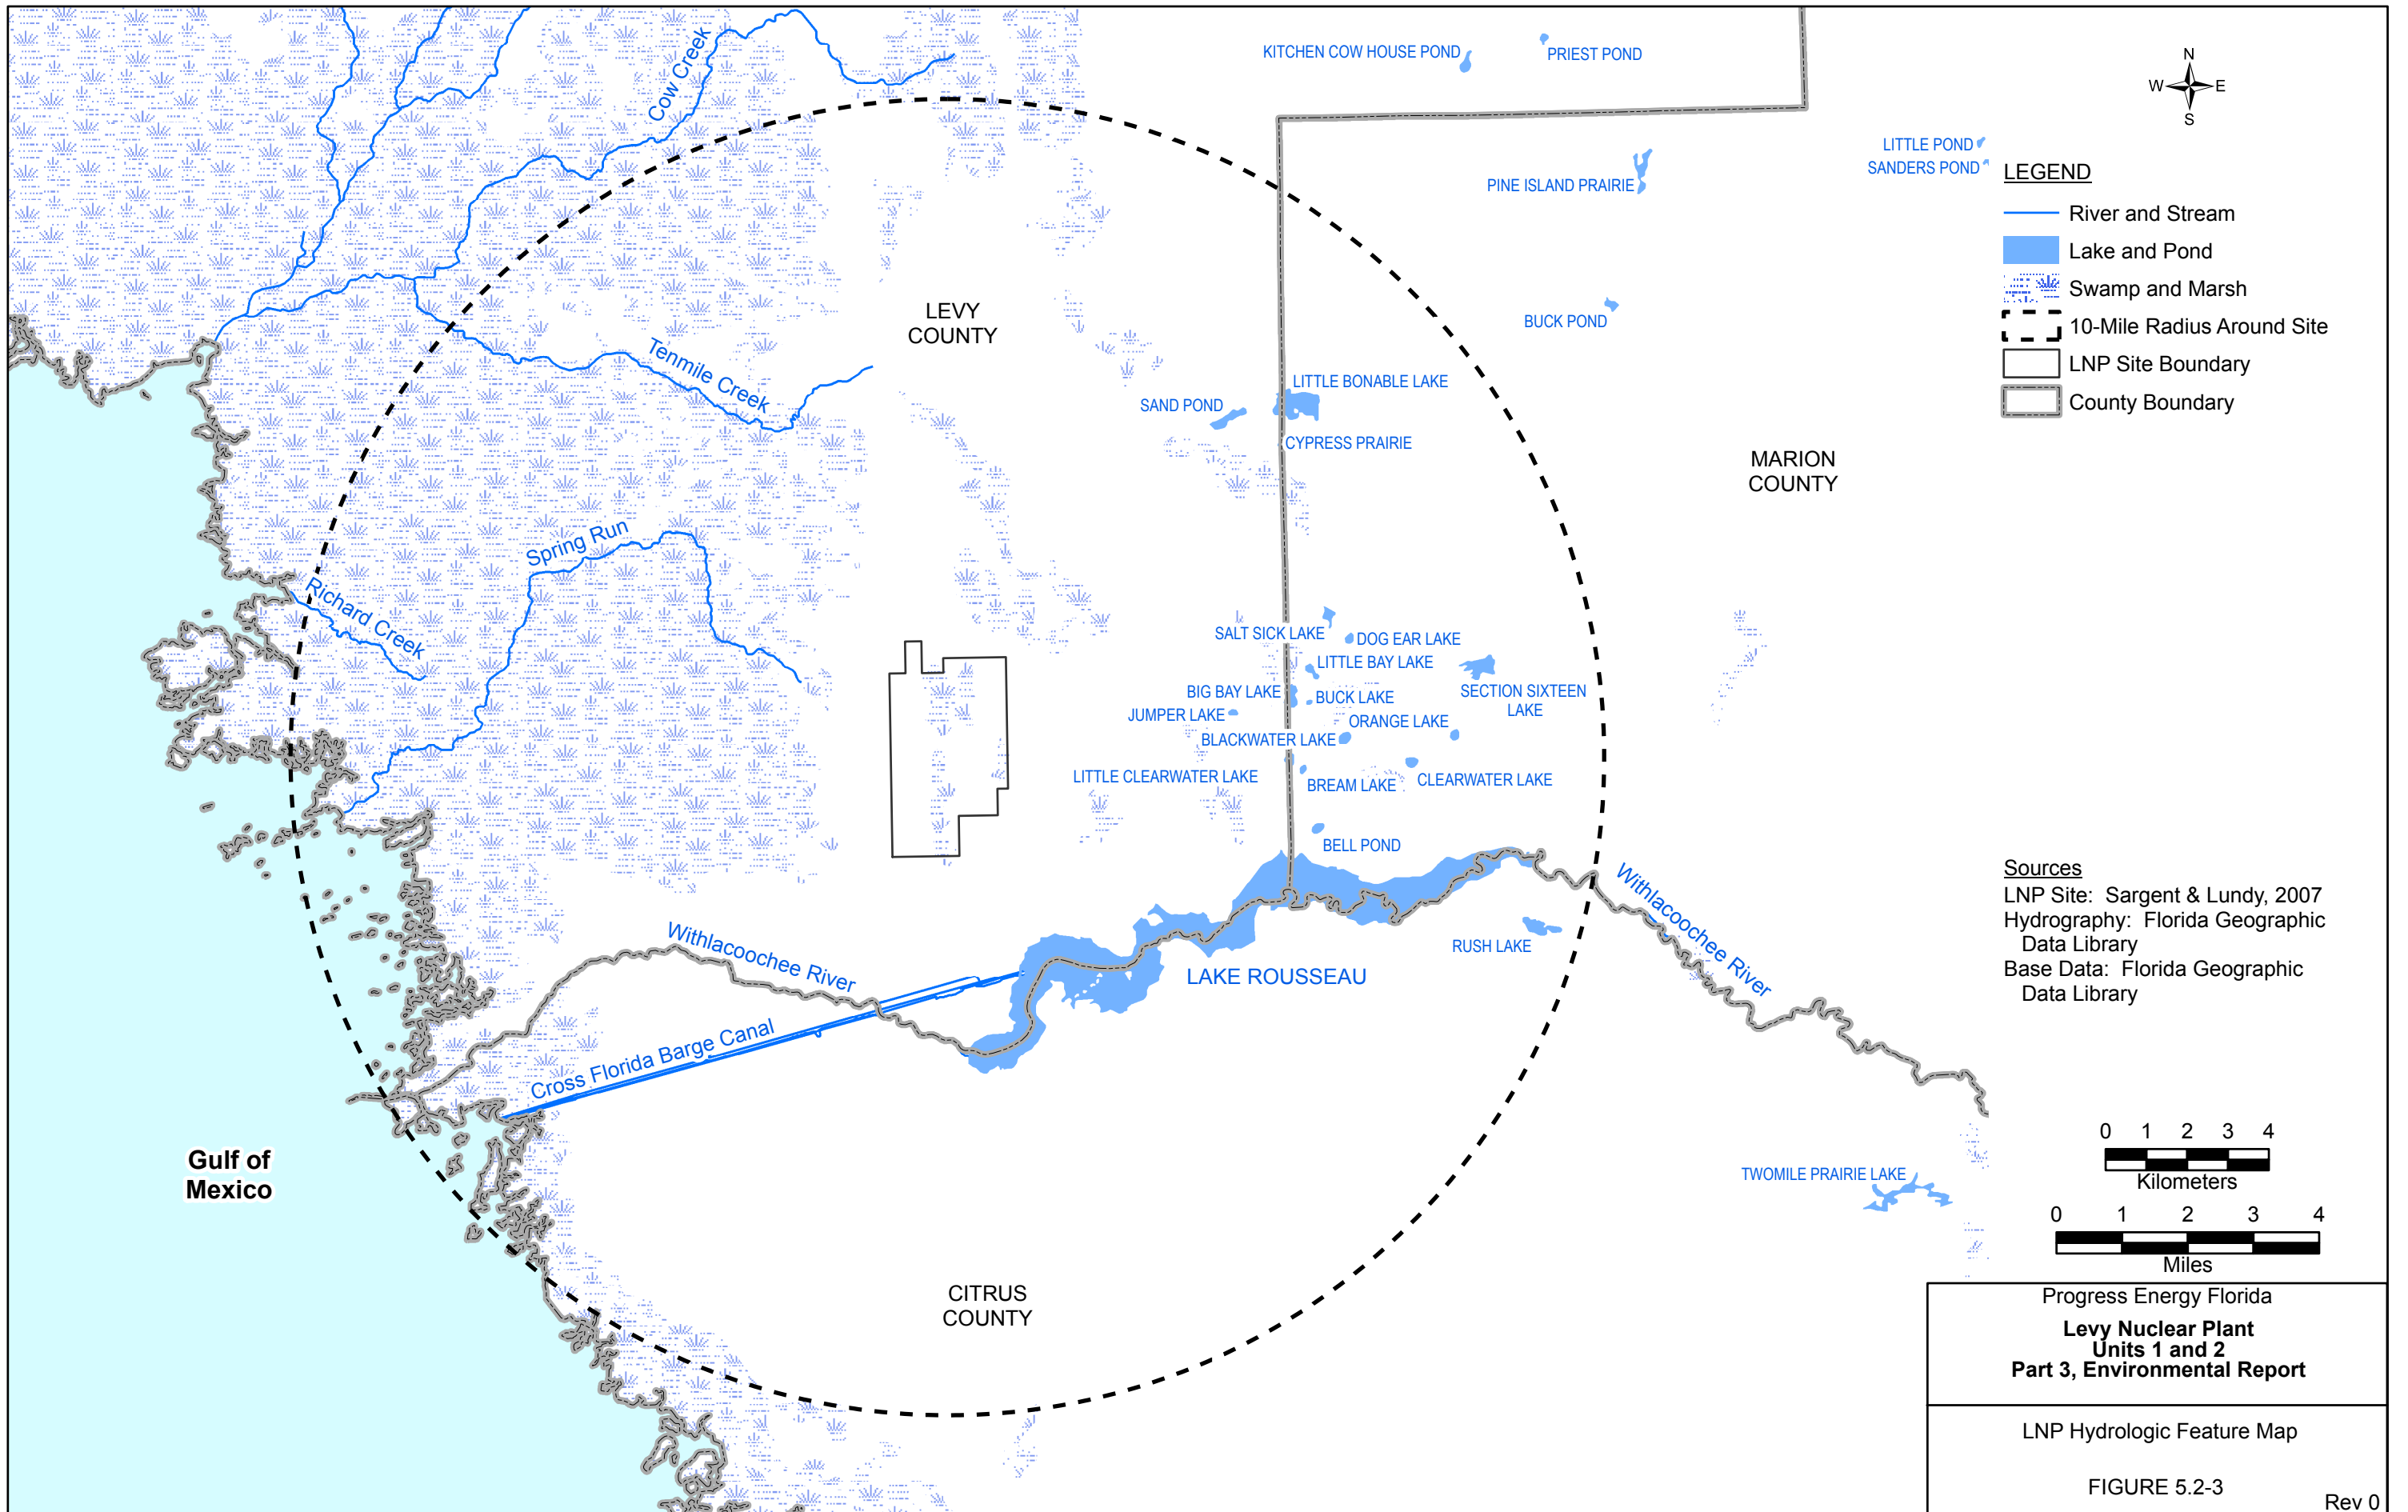 Cow Creek
KITCHEN COW HOUSE POND
PRIEST POND
N
W
E
S
LITTLE POND
SANDERS POND
PINE ISLAND PRAIRIE
LEGEND
River and Stream
Lake and Pond
Swamp and Marsh
10-Mile Radius Around Site
LNP Site Boundary
County Boundary
LEVY
COUNTY
BUCK POND
Tenmile Creek
LITTLE BONABLE LAKE
SAND POND
CYPRESS PRAIRIE
MARION
COUNTY
Spring Run
Richard Creek
SALT SICK LAKE
DOG EAR LAKE
LITTLE BAY LAKE
BIG BAY LAKE
BUCK LAKE
SECTION SIXTEEN
LAKE
JUMPER LAKE
ORANGE LAKE
BLACKWATER LAKE
LITTLE CLEARWATER LAKE
BREAM LAKE
CLEARWATER LAKE
BELL POND
Withlacoochee River
RUSH LAKE
Withlacoochee River
LAKE ROUSSEAU
Cross Florida Barge Canal
Sources
LNP Site: Sargent & Lundy, 2007
Hydrography: Florida Geographic
Data Library
Base Data: Florida Geographic
Data Library
Gulf of
Mexico
TWOMILE PRAIRIE LAKE
0 1 2 3 4
Kilometers
0 1 2 3 4
Miles
CITRUS
COUNTY
Progress Energy Florida
Levy Nuclear Plant
Units 1 and 2
Part 3, Environmental Report
LNP Hydrologic Feature Map
FIGURE 5.2-3
Rev 0